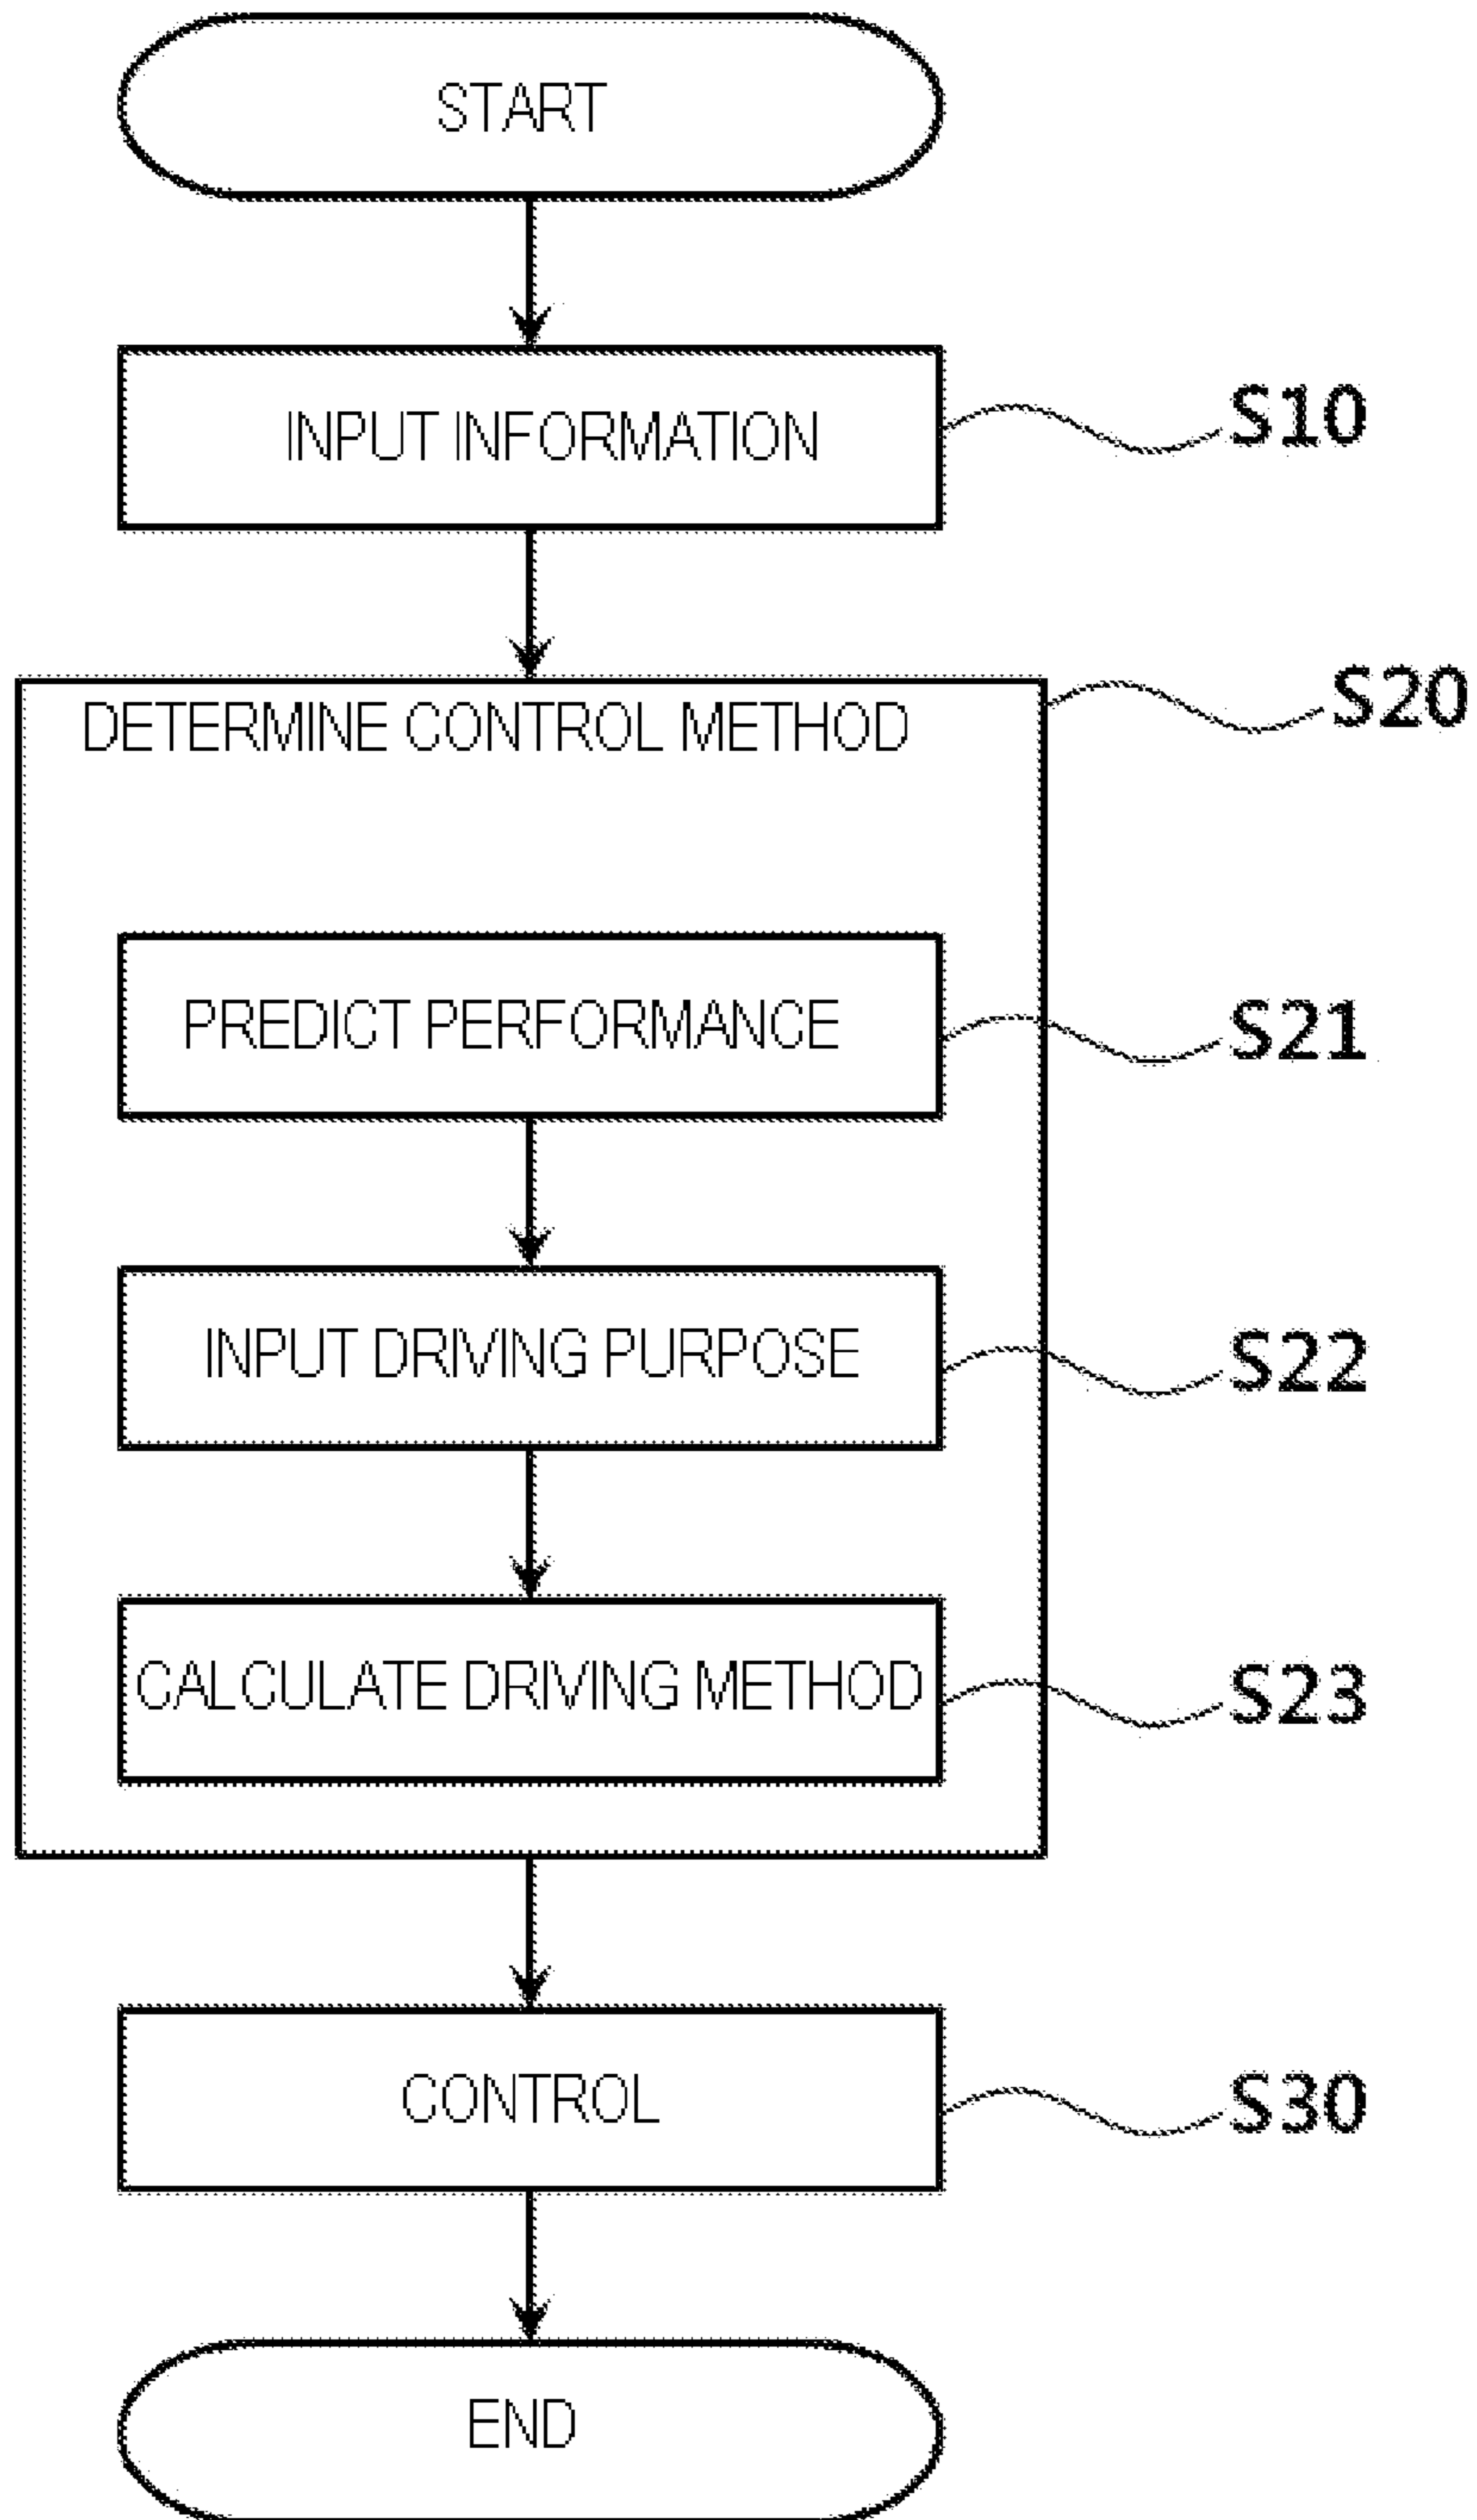 START
INPUT INFORMATION
S10
S20
DETERMINE CONTROL METHOD
PREDICT PERFORMANCE
S21
INPUT DRIVING PURPOSE
S22
CALCULATE DRIVING METHOD
S23
CONTROL
S30
END